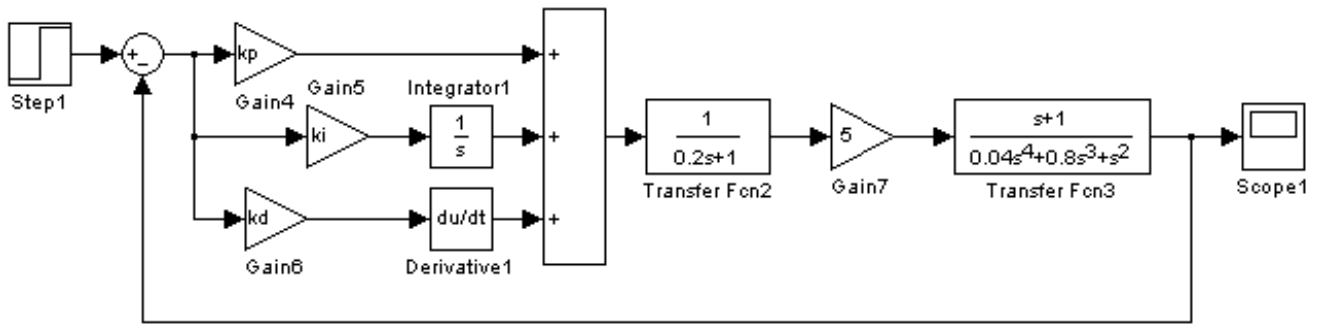 +
−
Step1
kp
Gain4
Gain5
ki
Integrator1
1
s
kd
Gain6
du/dt
Derivative1
+
+
+
1
0.2s+1
Transfer Fcn2
5
Gain7
s+1
0.04s⁴+0.8s³+s²
Transfer Fcn3
Scope1